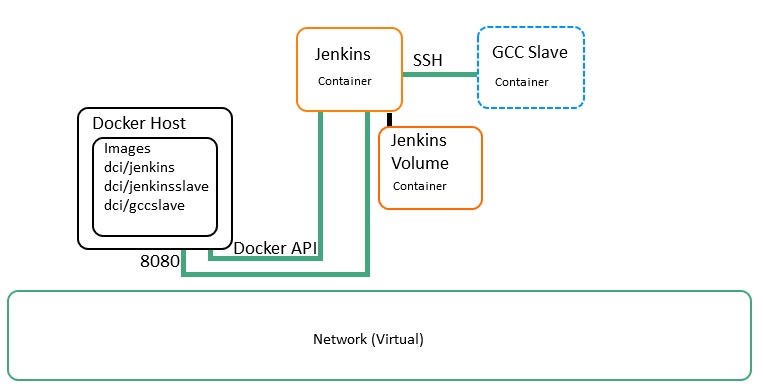 Jenkins
Container
SSH
GCC Slave
Container
Docker Host
Images
dci/jenkins
dci/jenkinsslave
dci/gccslave
Jenkins
Volume
Container
Docker API
8080
Network (Virtual)